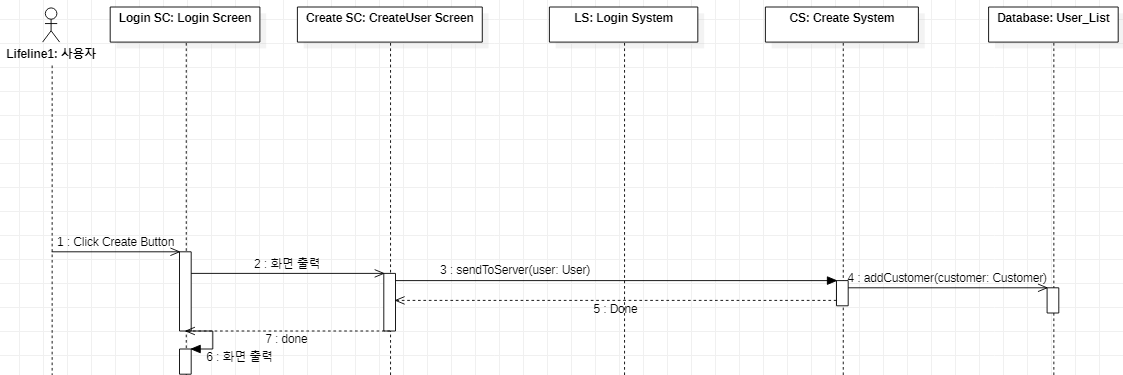 Login SC: Login Screen
Create SC: CreateUser Screen
LS: Login System
CS: Create System
Database: User_List
Lifeline1: 사용자
1 : Click Create Button
2 : 화면 출력
3 : sendToServer(user: User)
4 : addCustomer(customer: Customer)
5 : Done
7 : done
6 : 화면 출력